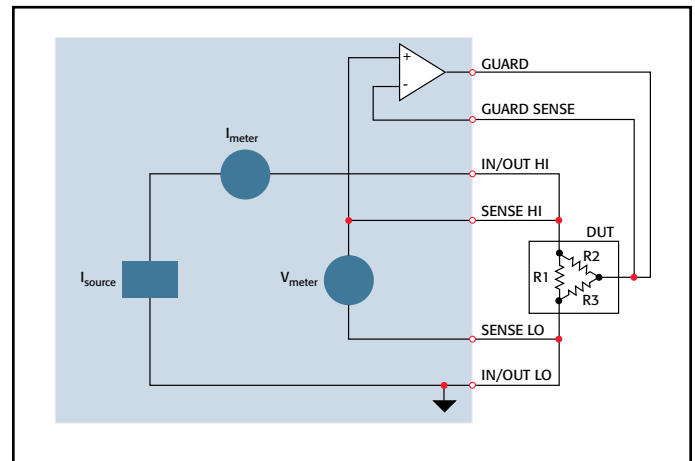 +
GUARD
-
GUARD SENSE
Imeter
IN/OUT HI
SENSE HI
DUT
R2
R1
R3
Isource
Vmeter
SENSE LO
IN/OUT LO